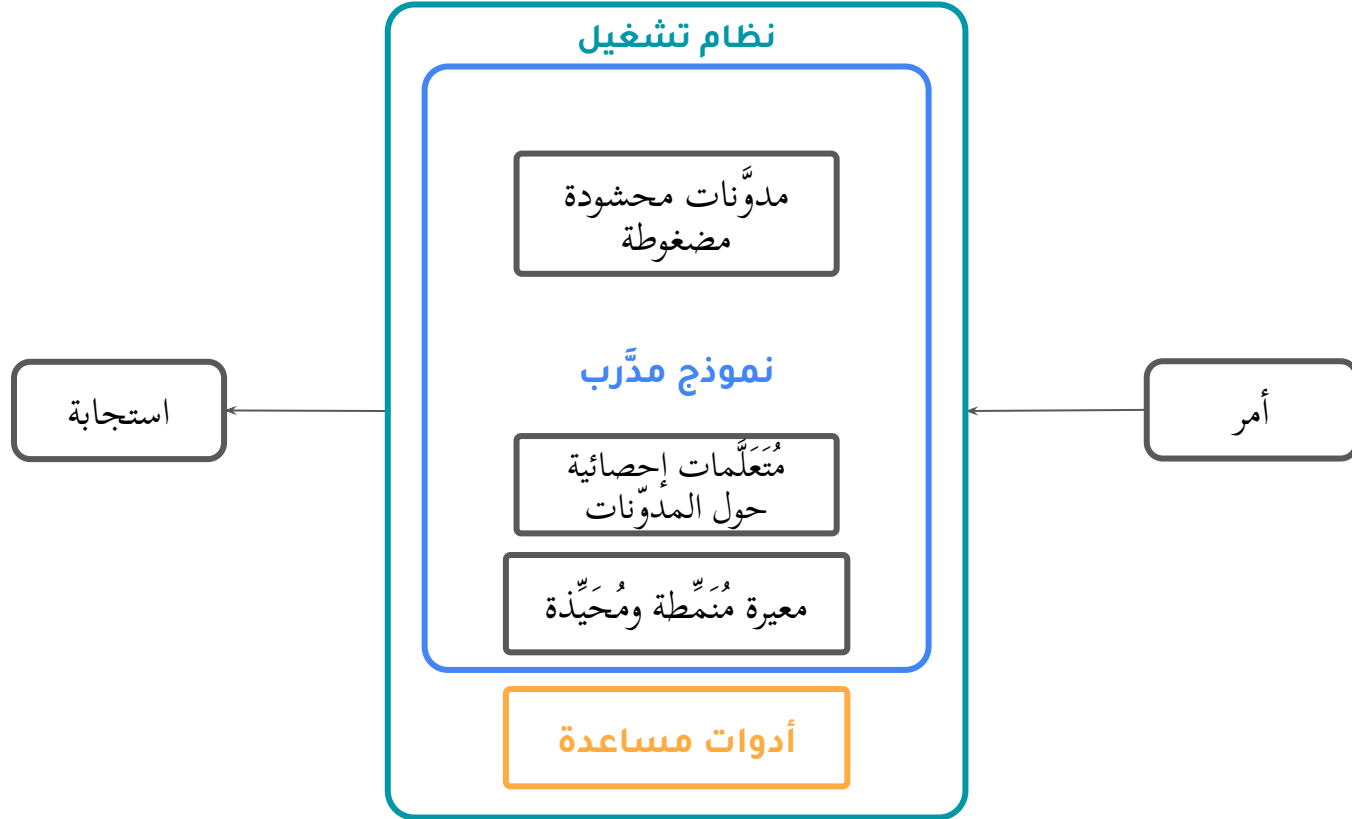 نظام تشغيل
مدوَّنات محشودة
مضغوطة
نموذج مدَّرب
أمر
استجابة
مُتَعَلَّمات إحصائية
حول المدوّنات
معيرة مُنَمِّطة ومُحَيِّذة
أدوات مساعدة